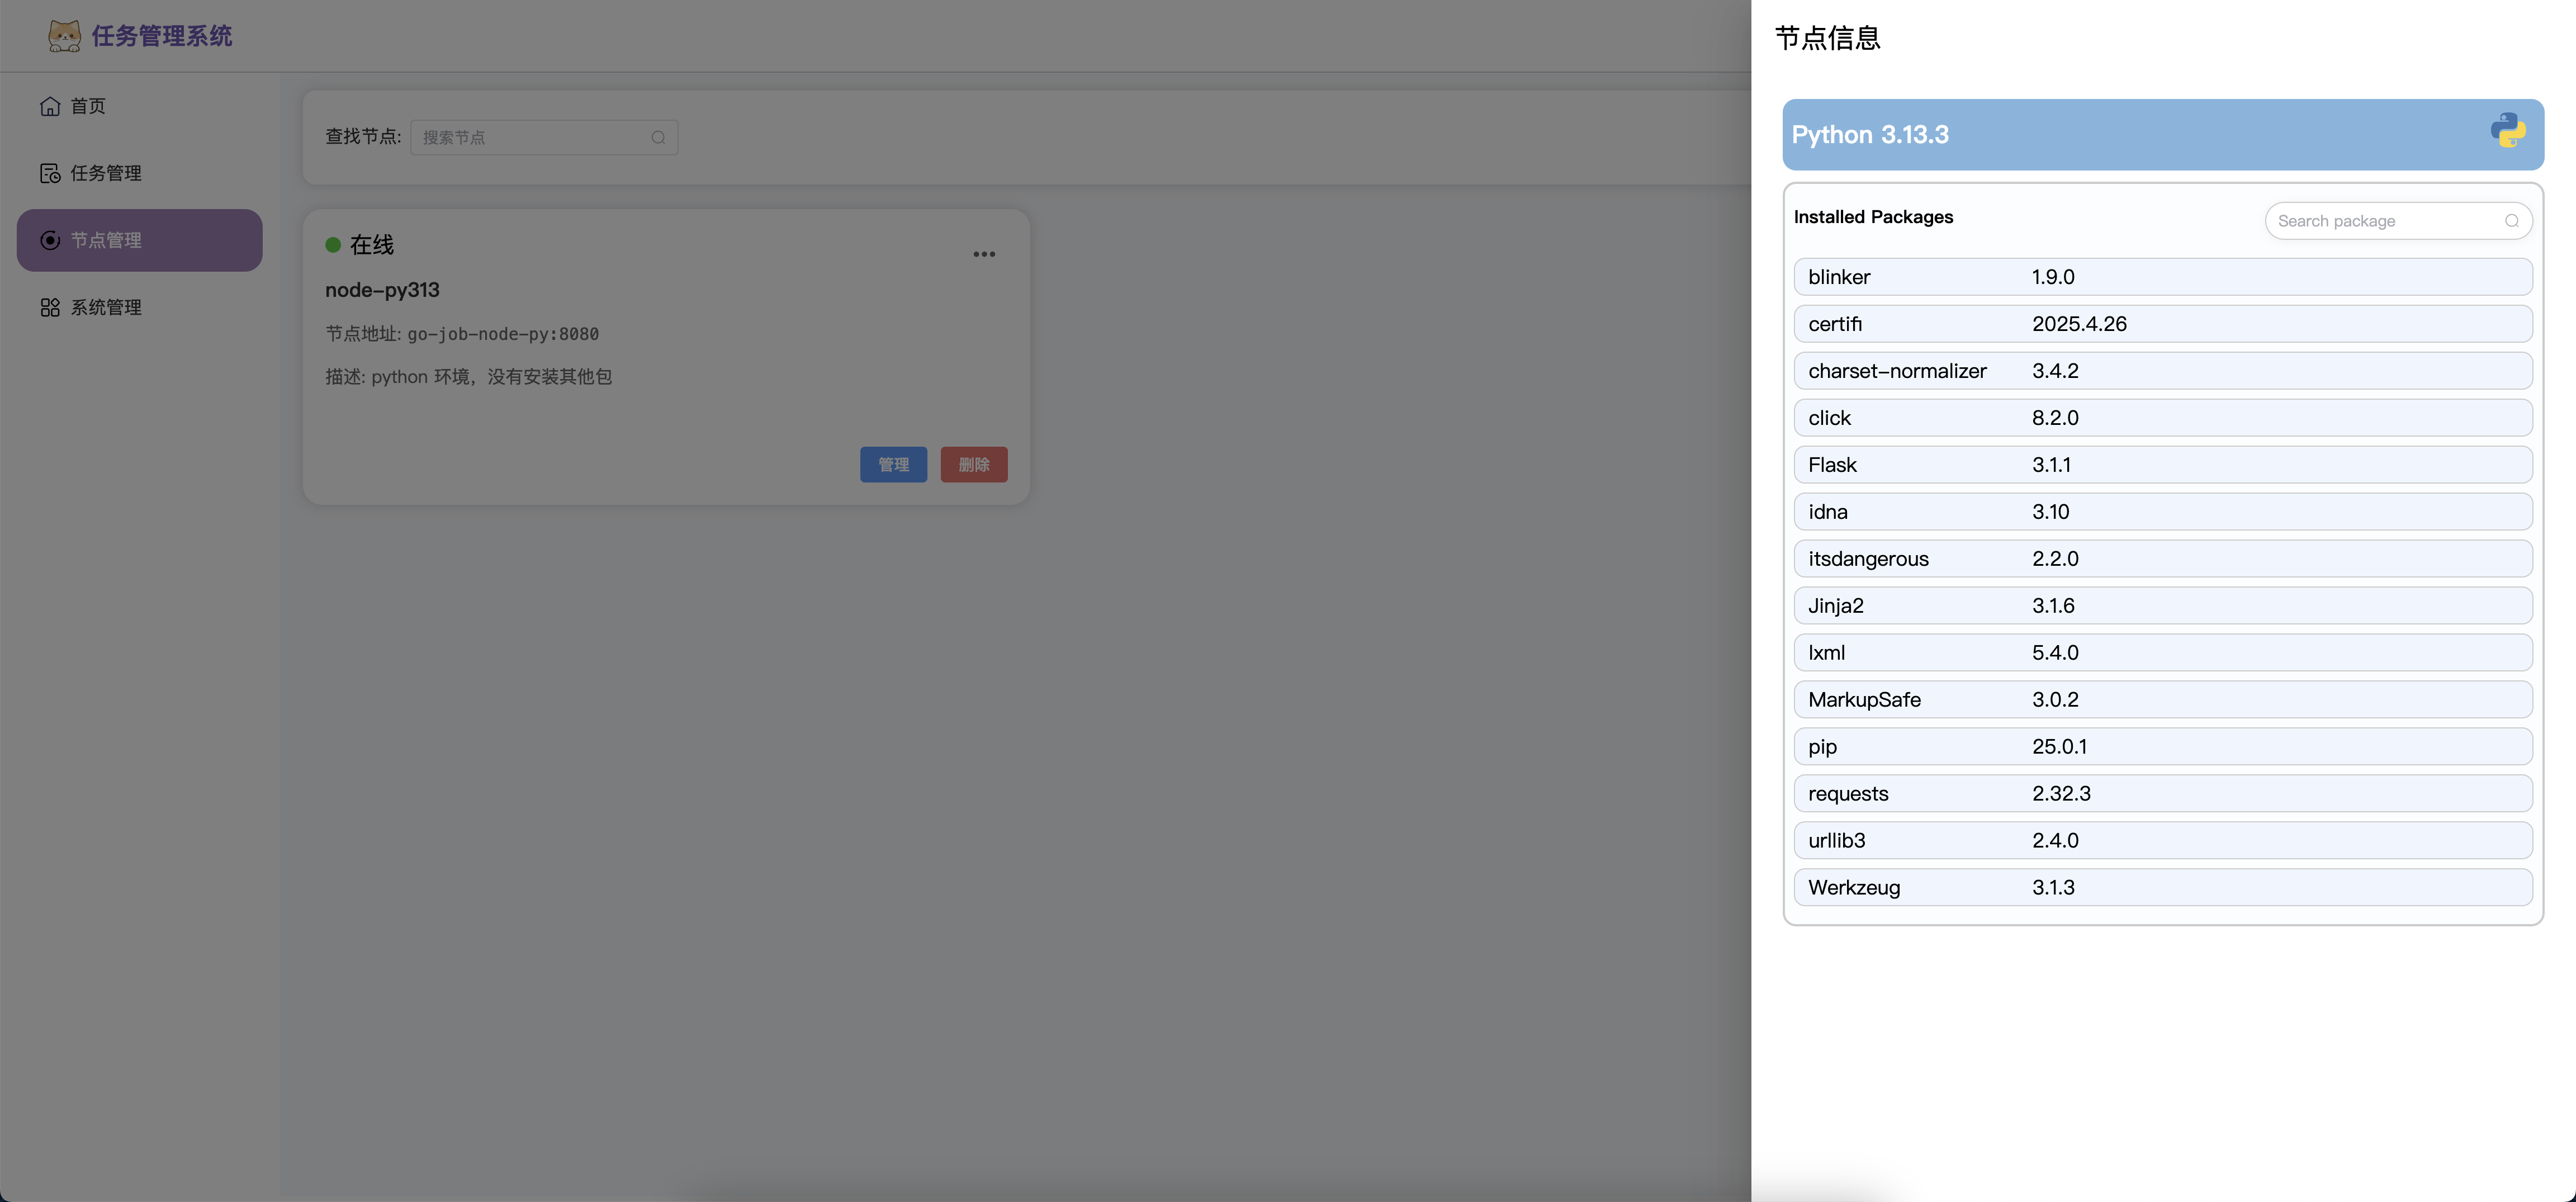 任务管理系统
首页
任务管理
节点管理
系统管理
查找节点: 搜索节点
在线
node-py313
节点地址: go-job-node-py:8080
描述: python 环境，没有安装其他包
管理 删除
节点信息
Python 3.13.3
Installed Packages Search package
blinker 1.9.0
certifi 2025.4.26
charset-normalizer 3.4.2
click 8.2.0
Flask 3.1.1
idna 3.10
itsdangerous 2.2.0
Jinja2 3.1.6
lxml 5.4.0
MarkupSafe 3.0.2
pip 25.0.1
requests 2.32.3
urllib3 2.4.0
Werkzeug 3.1.3